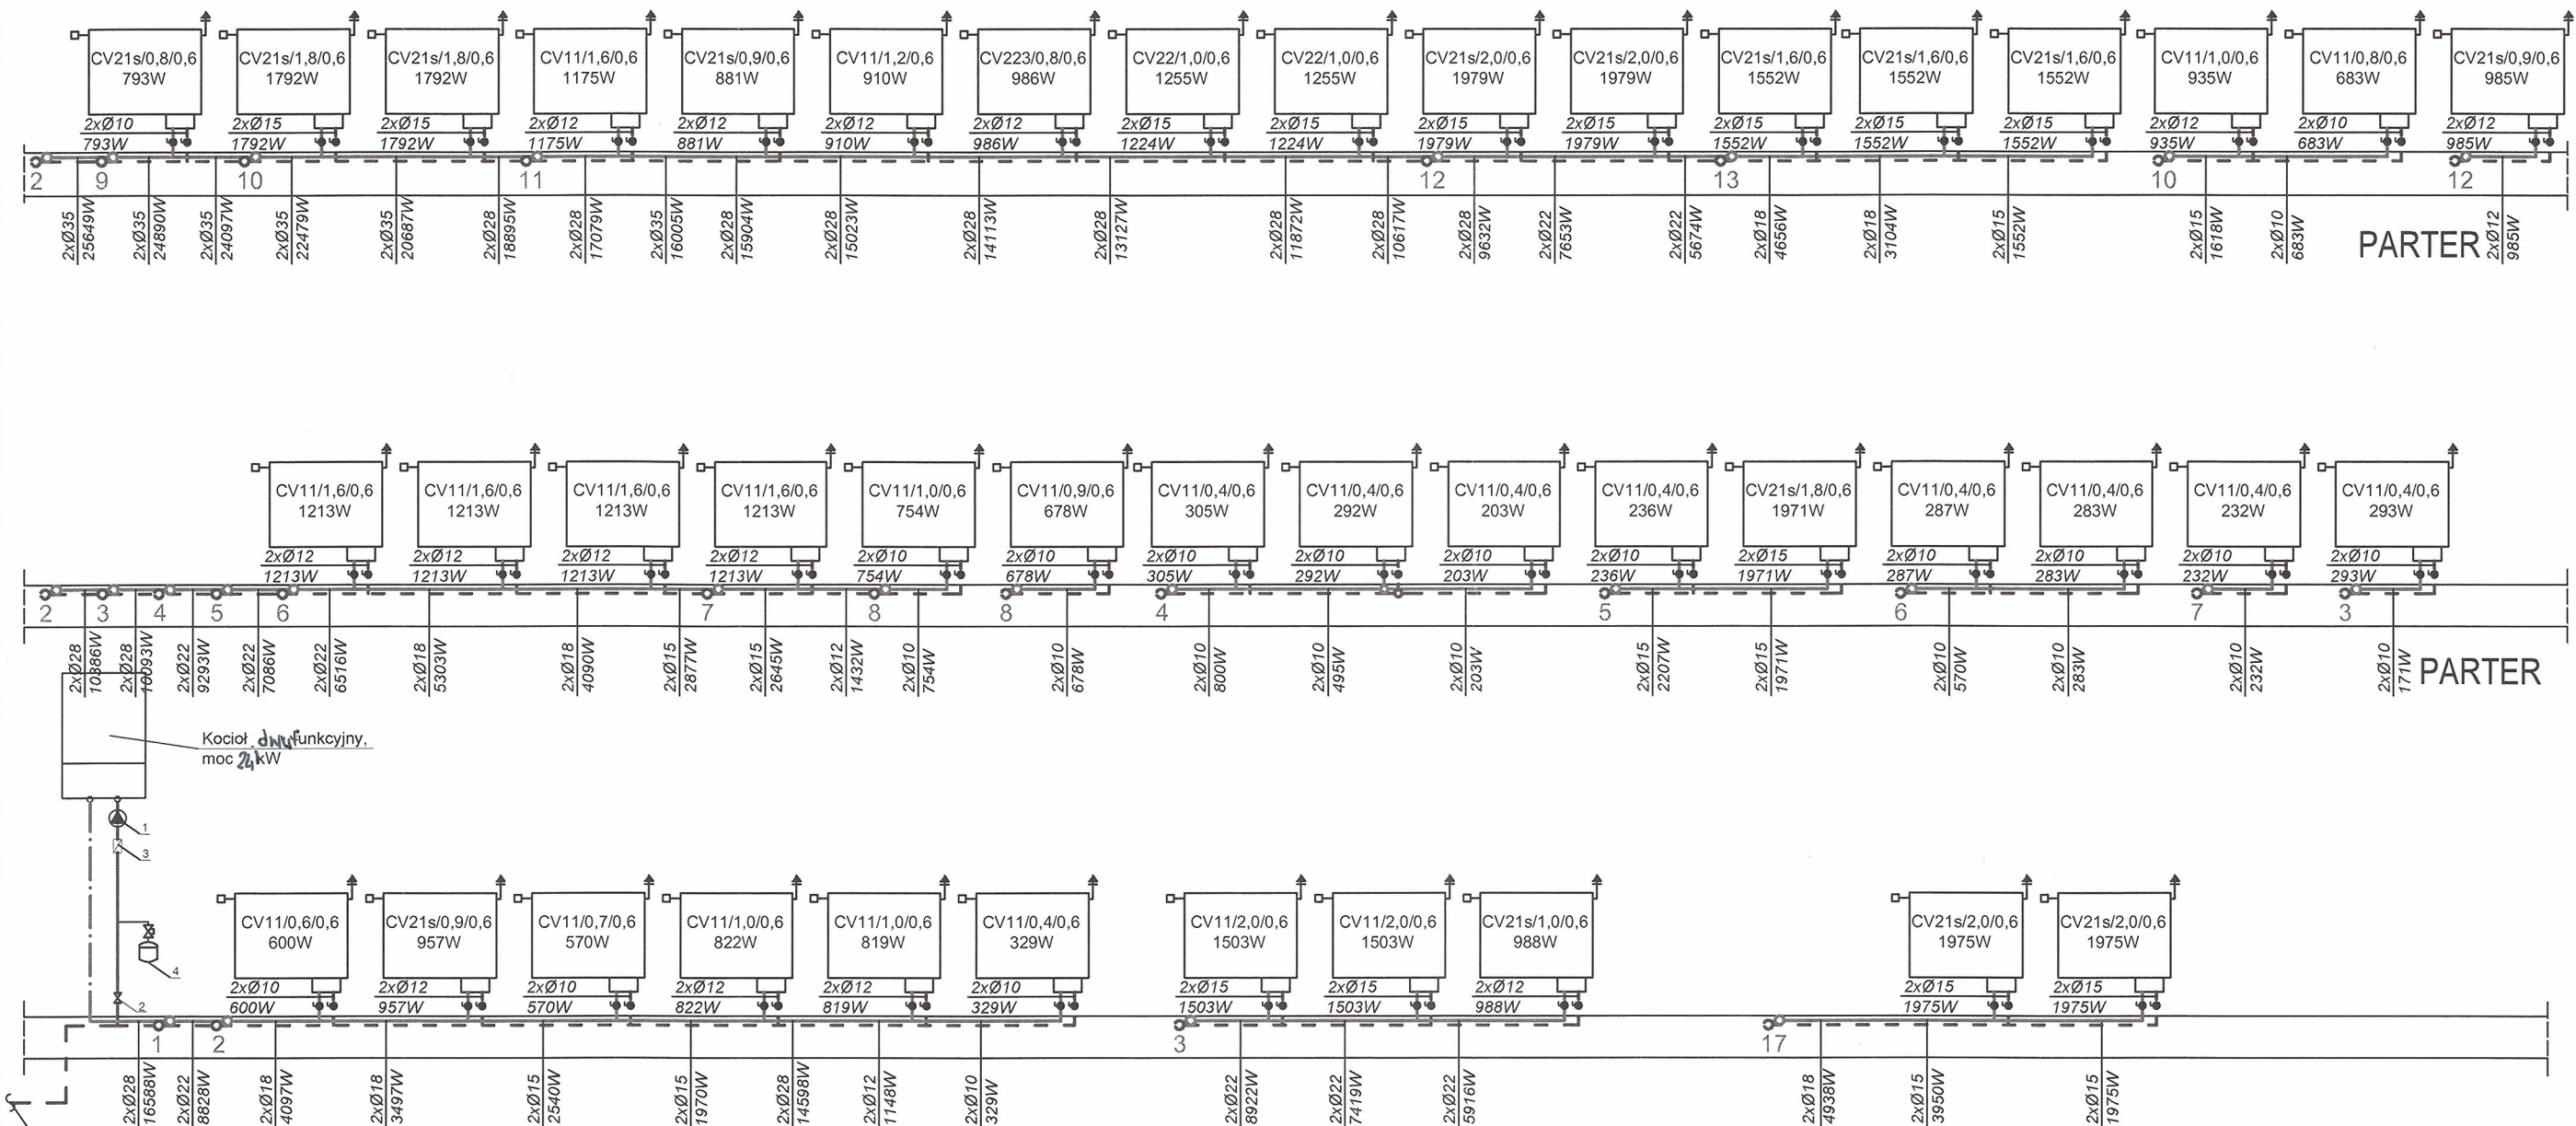 CV21s/0,8/0,6 CV21s/1,8/0,6 CV21s/1,8/0,6 CV11/1,6/0,6 CV21s/0,9/0,6 CV11/1,2/0,6 CV223/0,8/0,6 CV22/1,0/0,6 CV22/1,0/0,6 CV21s/2,0/0,6 CV21s/2,0/0,6 CV21s/1,6/0,6 CV21s/1,6/0,6 CV21s/1,6/0,6 CV11/1,0/0,6 CV11/0,8/0,6 CV21s/0,9/0,6
793W 1792W 1792W 1175W 881W 910W 986W 1255W 1255W 1979W 1979W 1552W 1552W 1552W 935W 683W 985W
2xØ10 2xØ15 2xØ15 2xØ12 2xØ12 2xØ12 2xØ12 2xØ15 2xØ15 2xØ15 2xØ15 2xØ15 2xØ15 2xØ15 2xØ12 2xØ10 2xØ12
793W 1792W 1792W 1175W 881W 910W 986W 1224W 1224W 1979W 1979W 1552W 1552W 1552W 935W 683W 985W
2 9 10 11 12 13 10 12
2xØ35 2xØ35 2xØ35 2xØ35 2xØ35 2xØ28 2xØ28 2xØ35 2xØ28 2xØ28 2xØ28 2xØ28 2xØ28 2xØ28 2xØ28 2xØ22 2xØ22 2xØ18 2xØ18 2xØ15 2xØ15 2xØ10 2xØ12
25649W 24890W 24097W 22479W 20687W 18895W 17079W 16005W 15904W 15023W 14113W 13127W 11872W 10617W 9632W 7653W 5674W 4656W 3104W 1552W 1618W 683W 985W
PARTER
CV11/1,6/0,6 CV11/1,6/0,6 CV11/1,6/0,6 CV11/1,6/0,6 CV11/1,0/0,6 CV11/0,9/0,6 CV11/0,4/0,6 CV11/0,4/0,6 CV11/0,4/0,6 CV11/0,4/0,6 CV21s/1,8/0,6 CV11/0,4/0,6 CV11/0,4/0,6 CV11/0,4/0,6 CV11/0,4/0,6
1213W 1213W 1213W 1213W 754W 678W 305W 292W 203W 236W 1971W 287W 283W 232W 293W
2xØ12 2xØ12 2xØ12 2xØ12 2xØ10 2xØ10 2xØ10 2xØ10 2xØ10 2xØ10 2xØ15 2xØ10 2xØ10 2xØ10 2xØ10
1213W 1213W 1213W 1213W 754W 678W 305W 292W 203W 236W 1971W 287W 283W 232W 293W
2 3 4 5 6 7 8 8 4 5 6 7 3
2xØ28 2xØ28 2xØ22 2xØ22 2xØ22 2xØ18 2xØ18 2xØ15 2xØ15 2xØ12 2xØ10 2xØ10 2xØ10 2xØ10 2xØ10 2xØ15 2xØ15 2xØ10 2xØ10 2xØ10 2xØ10
10886W 10093W 9293W 7086W 6516W 5303W 4090W 2877W 2645W 1432W 754W 678W 800W 495W 203W 2207W 1971W 570W 283W 232W 171W
PARTER
Kocioł dwufunkcyjny,
moc 24kW
1
3
4
2
CV11/0,6/0,6 CV21s/0,9/0,6 CV11/0,7/0,6 CV11/1,0/0,6 CV11/1,0/0,6 CV11/0,4/0,6 CV11/2,0/0,6 CV11/2,0/0,6 CV21s/1,0/0,6 CV21s/2,0/0,6 CV21s/2,0/0,6
600W 957W 570W 822W 819W 329W 1503W 1503W 988W 1975W 1975W
2xØ10 2xØ12 2xØ10 2xØ12 2xØ12 2xØ10 2xØ15 2xØ15 2xØ12 2xØ15 2xØ15
600W 957W 570W 822W 819W 329W 1503W 1503W 988W 1975W 1975W
1 2 3 17
2xØ28 2xØ22 2xØ18 2xØ18 2xØ15 2xØ15 2xØ28 2xØ12 2xØ10 2xØ22 2xØ22 2xØ22 2xØ18 2xØ15 2xØ15
16588W 8828W 4097W 3497W 2540W 1970W 14598W 1148W 329W 8922W 7419W 5916W 4938W 3950W 1975W